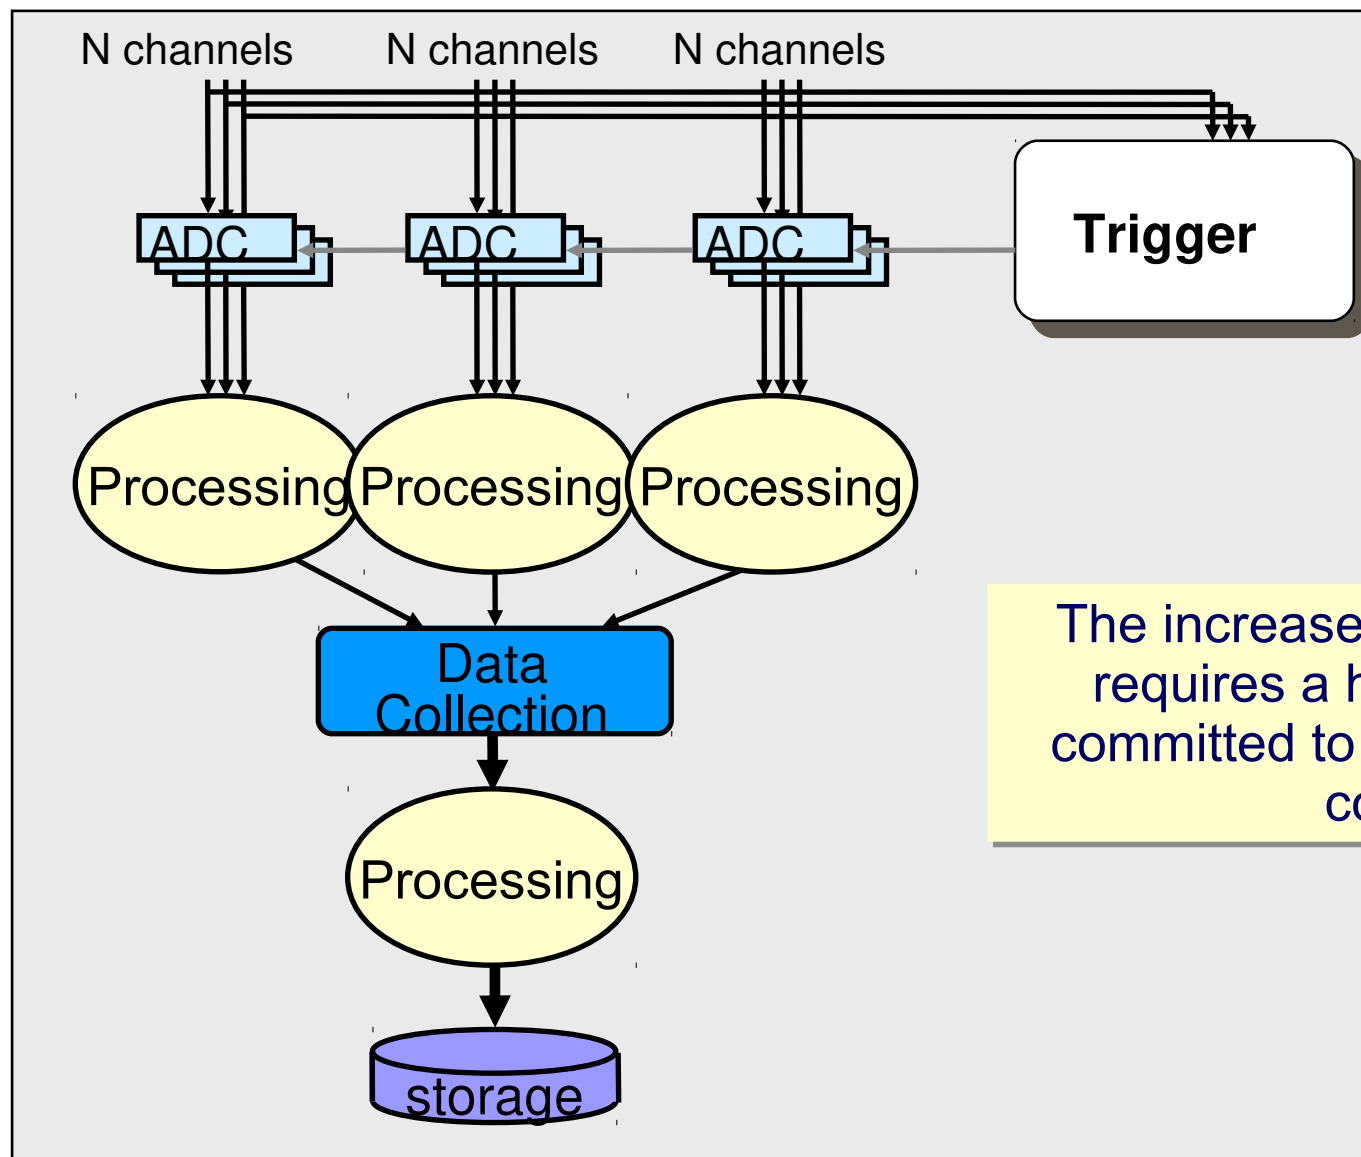 N channels N channels N channels
ADC ADC ADC Trigger
Processing Processing Processing
Data
Collection
The increase
requires a
committed to
Processing
storage